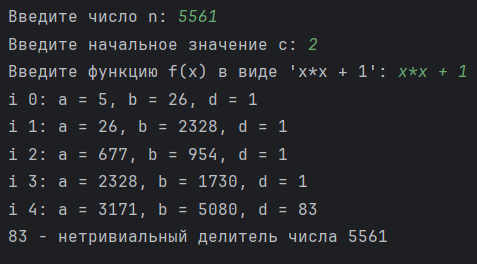 Введите число n: 5561
Введите начальное значение c: 2
Введите функцию f(x) в виде 'x*x + 1': x*x + 1
i 0: a = 5, b = 26, d = 1
i 1: a = 26, b = 2328, d = 1
i 2: a = 677, b = 954, d = 1
i 3: a = 2328, b = 1730, d = 1
i 4: a = 3171, b = 5080, d = 83
83 - нетривиальный делитель числа 5561